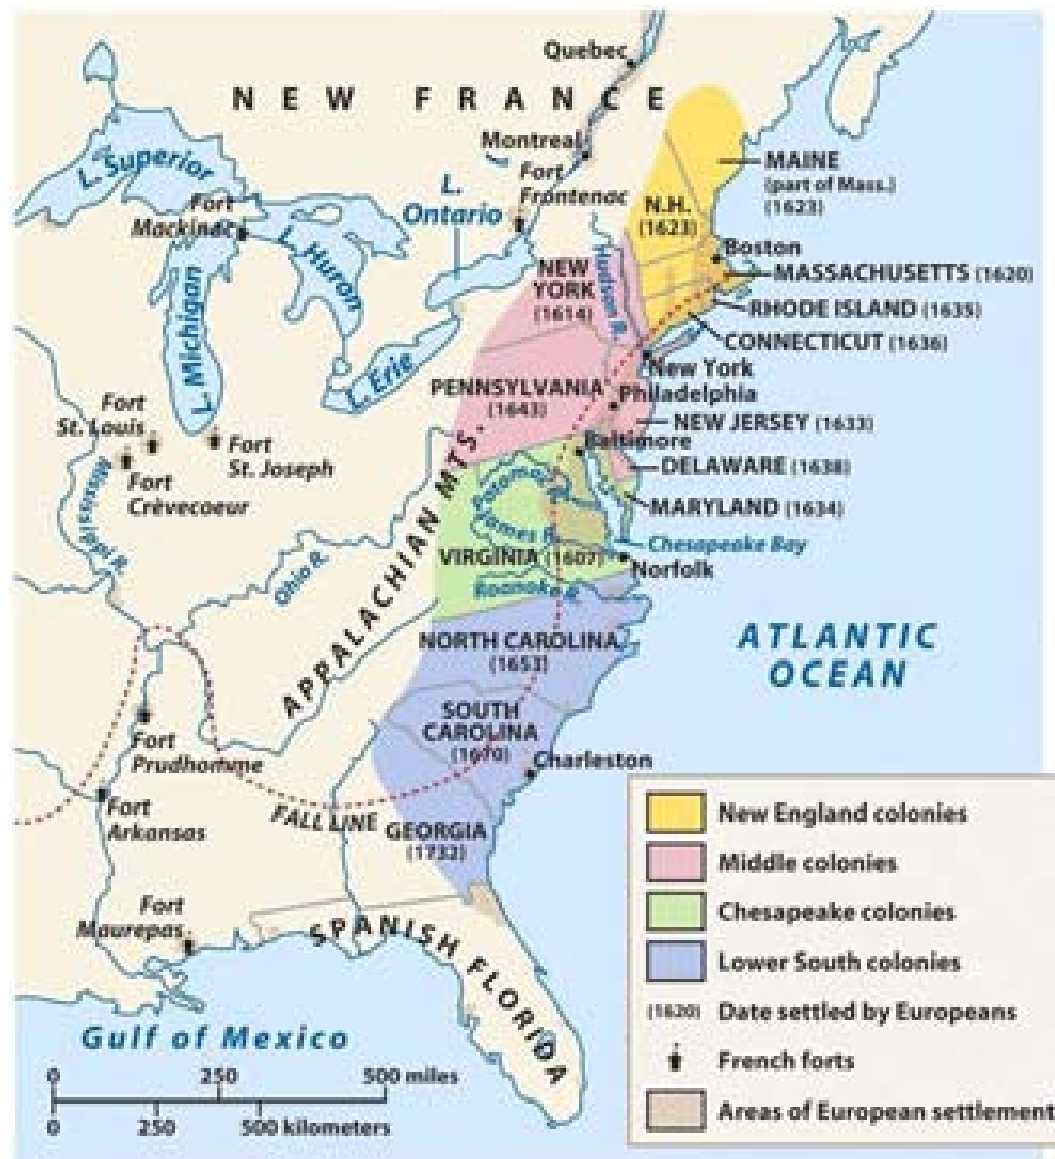 Quebec
NEW FRANCE
Montreal
L. Superior
Fort
Frontenac
L.
Ontario
MAINE
(part of Mass.)
(1623)
Fort
Mackinac
N.H.
(1623)
L. Huron
Boston
Hudson R.
NEW
YORK
(1614)
MASSACHUSETTS (1620)
RHODE ISLAND (1635)
L. Michigan
CONNECTICUT (1636)
L. Erie
New York
PENNSYLVANIA
(1643)
Philadelphia
Fort
St. Louis
NEW JERSEY (1633)
Fort
St. Joseph
Baltimore
DELAWARE (1638)
Fort
Crèvecoeur
Mississippi R.
Potomac R.
MARYLAND (1634)
James R.
Chesapeake Bay
VIRGINIA (1607)
Norfolk
Ohio R.
Roanoke R.
APPALACHIAN MTS.
NORTH CAROLINA
(1653)
ATLANTIC
OCEAN
SOUTH
CAROLINA
(1670)
Fort
Prudhomme
Charleston
Fort
Arkansas
FALL LINE
GEORGIA
(1732)
Fort
Maurepas
SPANISH FLORIDA
Gulf of Mexico
0 250 500 miles
0 250 500 kilometers
New England colonies
Middle colonies
Chesapeake colonies
Lower South colonies
(1620) Date settled by Europeans
French forts
Areas of European settlement